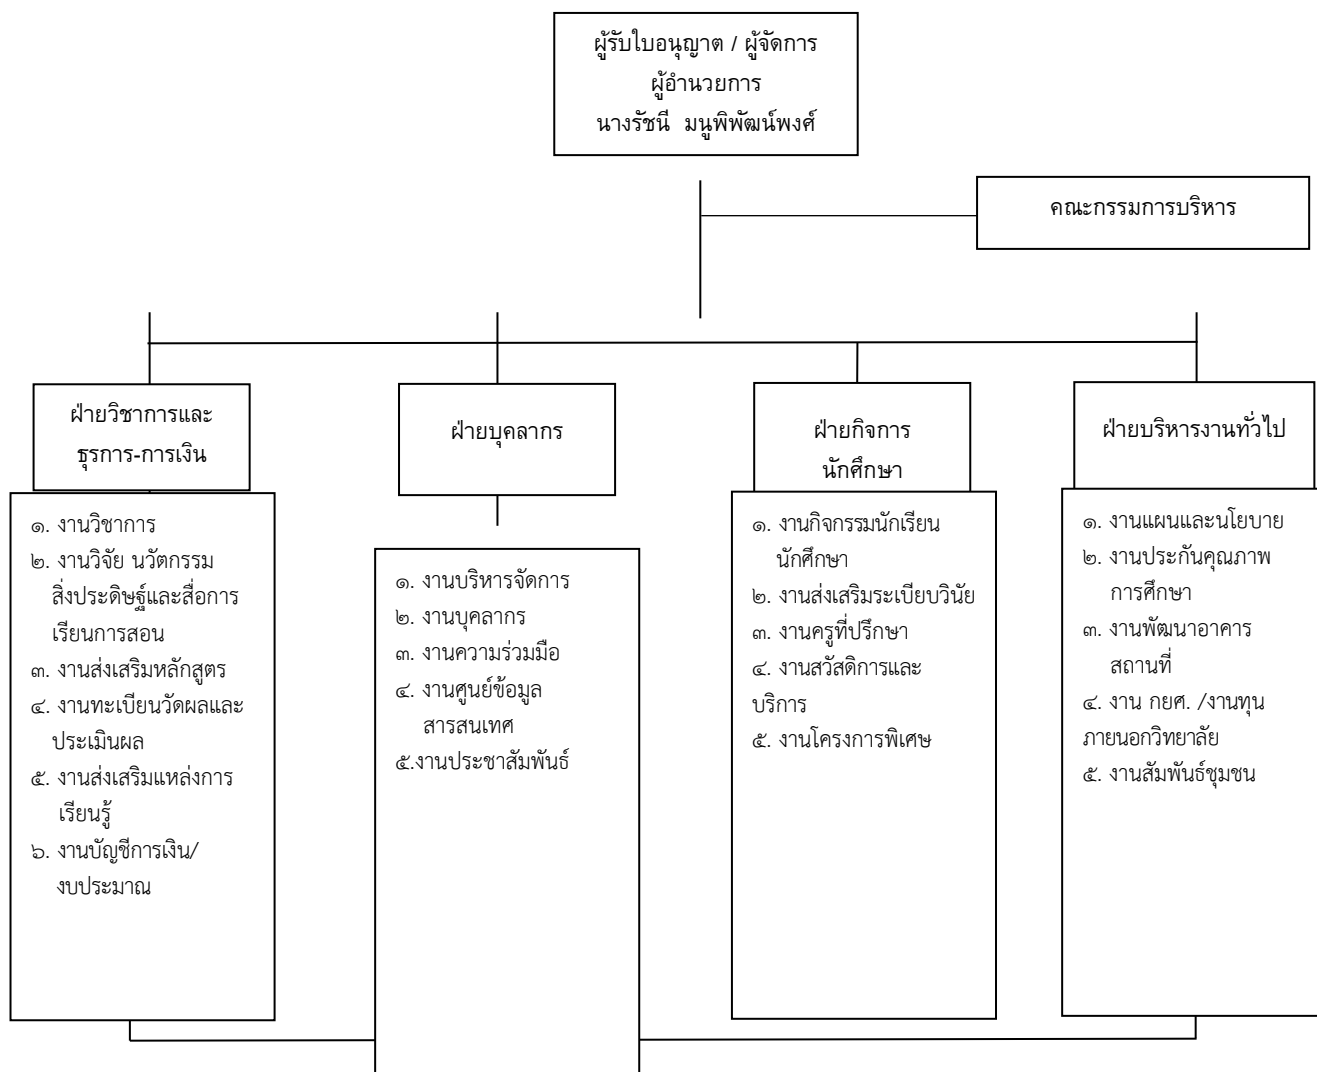 ผู้รับใบอนุญาต / ผู้จัดการ
ผู้อำนวยการ
นางรัชนี  มนูพิพัฒน์พงศ์
คณะกรรมการบริหาร
ฝ่ายวิชาการและ
ธุรการ-การเงิน
๑. งานวิชาการ
๒. งานวิจัย นวัตกรรม
สิ่งประดิษฐ์และสื่อการ
เรียนการสอน
๓. งานส่งเสริมหลักสูตร
๔. งานทะเบียนวัดผลและ
ประเมินผล
๕. งานส่งเสริมแหล่งการ
เรียนรู้
๖. งานบัญชีการเงิน/
งบประมาณ
ฝ่ายบุคลากร
๑. งานบริหารจัดการ
๒. งานบุคลากร
๓. งานความร่วมมือ
๔. งานศูนย์ข้อมูล
สารสนเทศ
๕.งานประชาสัมพันธ์
ฝ่ายกิจการ
นักศึกษา
๑. งานกิจกรรมนักเรียน
นักศึกษา
๒. งานส่งเสริมระเบียบวินัย
๓. งานครูที่ปรึกษา
๔. งานสวัสดิการและ
บริการ
๕. งานโครงการพิเศษ
ฝ่ายบริหารงานทั่วไป
๑. งานแผนและนโยบาย
๒. งานประกันคุณภาพ
การศึกษา
๓. งานพัฒนาอาคาร
สถานที่
๔. งาน กยศ. /งานทุน
ภายนอกวิทยาลัย
๕. งานสัมพันธ์ชุมชน